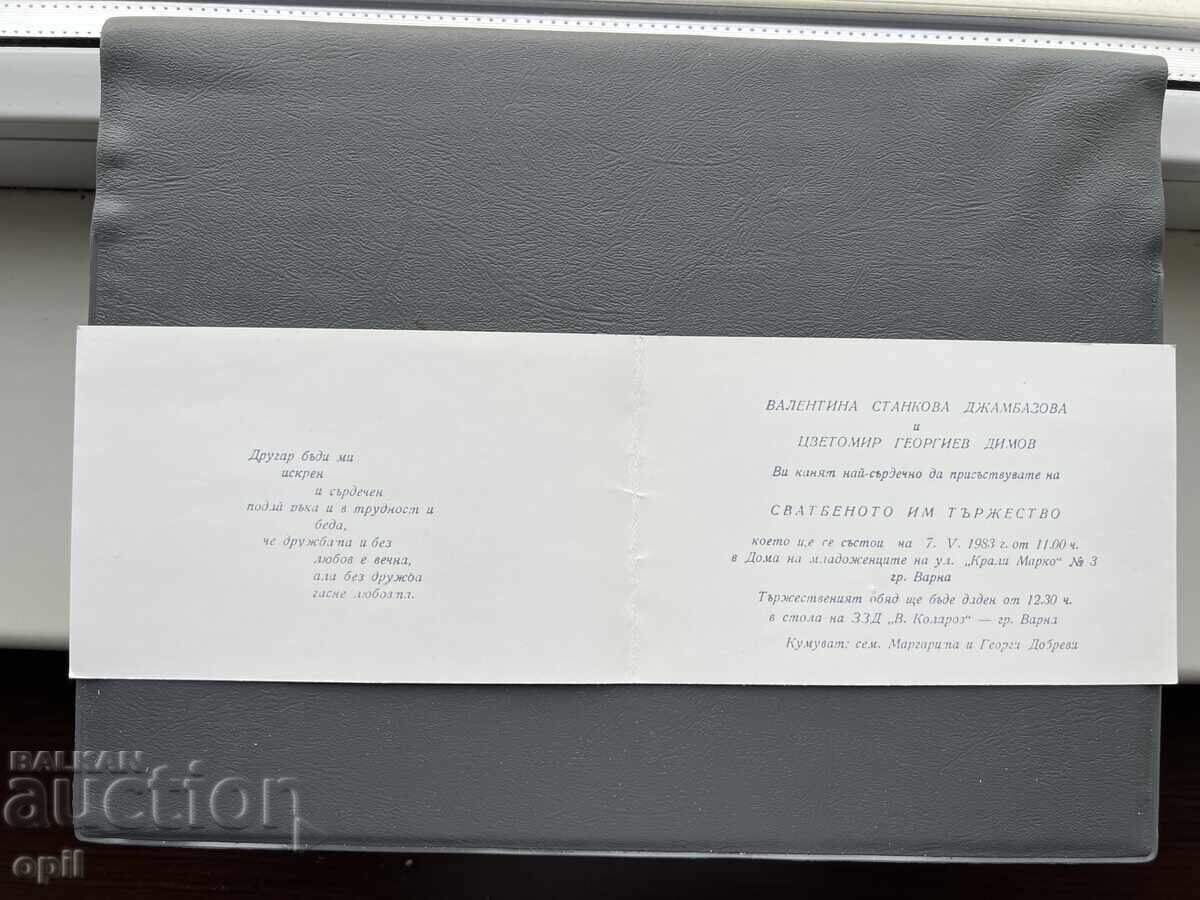 Другар бъди ми
искрен
и сърдечен
подай ръка и в трудност и
беда,
че дружбата и без
любов е вечна,
ала без дружба
гасне любовта.
ВАЛЕНТИНА СТАНКОВА ДЖАМБАЗОВА
и
ЦВЕТОМИР ГЕОРГИЕВ ДИМОВ
Ви канят най-сърдечно да присъствувате на
СВАТБЕНОТО ИМ ТЪРЖЕСТВО
което ще се състои на 7. V. 1983 г. от 11.00 ч.
в Дома на младоженците на ул. „Крали Марко" № 3
гр. Варна
Тържественият обяд ще бъде даден от 12.30 ч.
в стола на ЗЗД „В. Коларов" — гр. Варна
Кумуват: сем. Маргарита и Георги Добреви
BALKAN
auction
opil